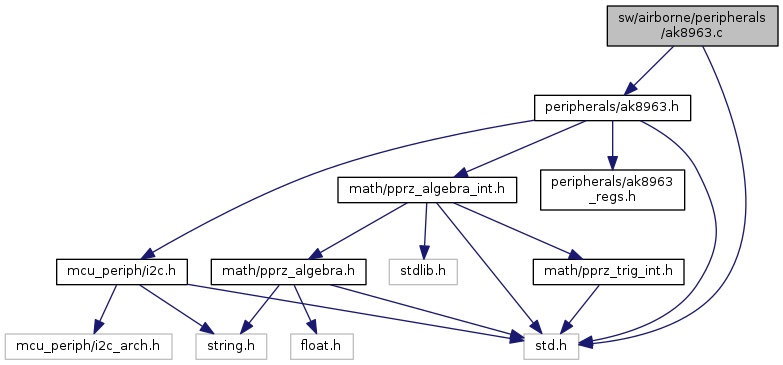 sw/airborne/peripherals
/ak8963.c
peripherals/ak8963.h
math/pprz_algebra_int.h
peripherals/ak8963
_regs.h
mcu_periph/i2c.h
math/pprz_algebra.h
stdlib.h
math/pprz_trig_int.h
mcu_periph/i2c_arch.h
string.h
float.h
std.h